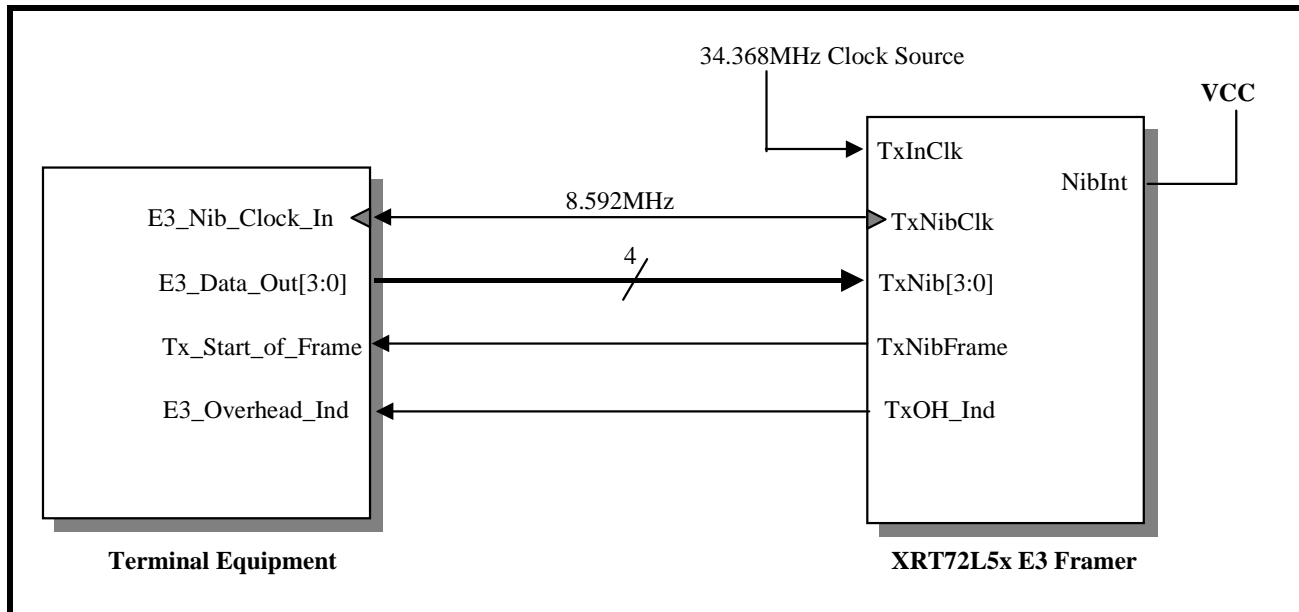 34.368MHz Clock Source
VCC
TxInClk
NibInt
8.592MHz
E3_Nib_Clock_In
TxNibClk
4
E3_Data_Out[3:0]
TxNib[3:0]
Tx_Start_of_Frame
TxNibFrame
E3_Overhead_Ind
TxOH_Ind
Terminal Equipment
XRT72L5x E3 Framer